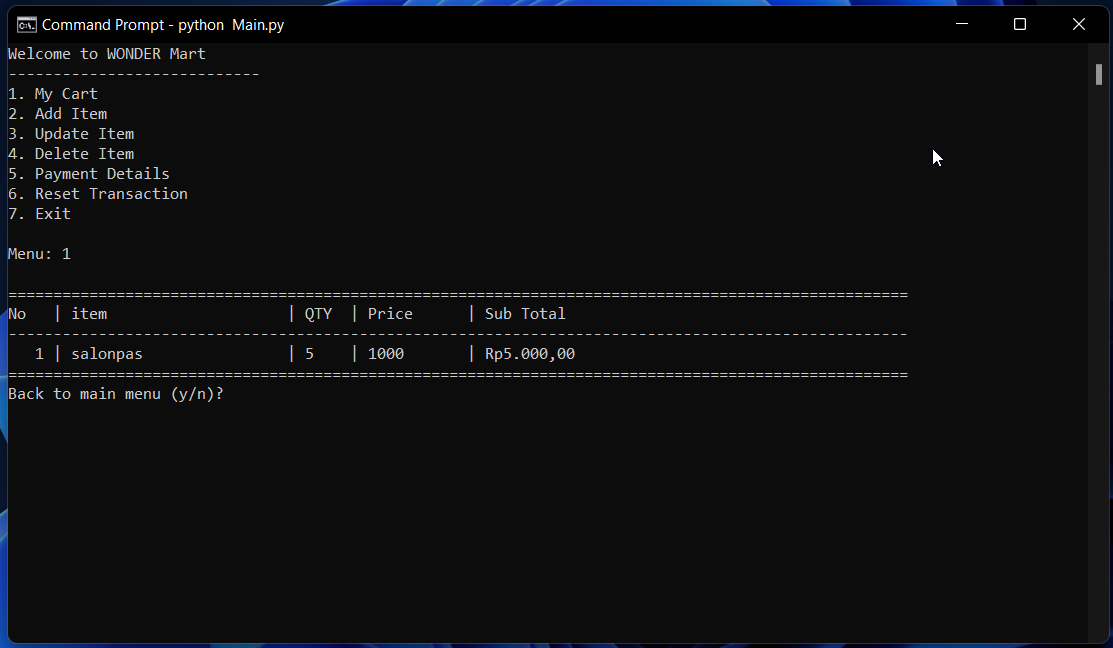 Command Prompt - python  Main.py
Welcome to WONDER Mart
----------------------------
1. My Cart
2. Add Item
3. Update Item
4. Delete Item
5. Payment Details
6. Reset Transaction
7. Exit
Menu: 1
====================================================================================================
No   | item                    | QTY  | Price      | Sub Total
----------------------------------------------------------------------------------------------------
   1 | salonpas                | 5    | 1000       | Rp5.000,00
====================================================================================================
Back to main menu (y/n)?